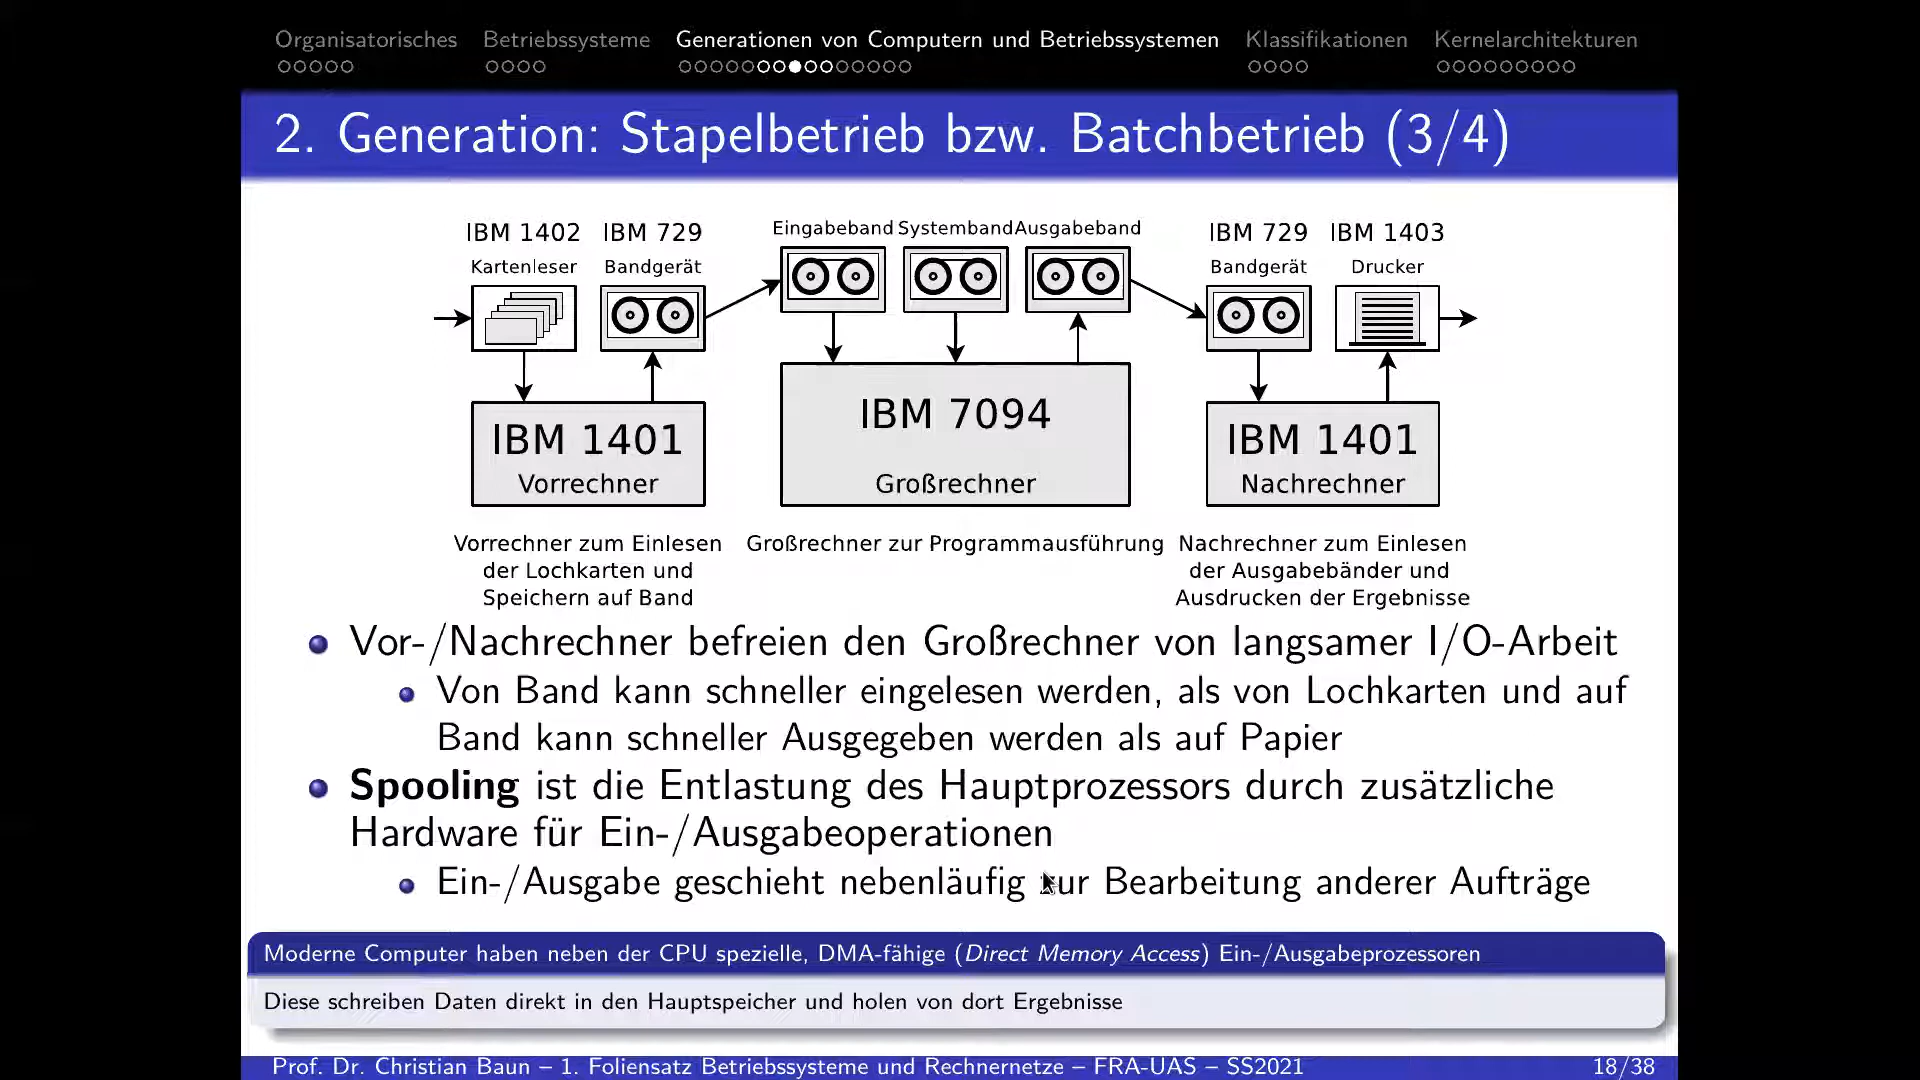 Organisatorisches Betriebssysteme Generationen von Computern und Betriebssystemen Klassifikationen Kernelarchitekturen
2. Generation: Stapelbetrieb bzw. Batchbetrieb (3/4)
IBM 1402 IBM 729 Eingabeband Systemband Ausgabeband IBM 729 IBM 1403
Kartenleser Bandgerät Bandgerät Drucker
IBM 1401 IBM 7094 IBM 1401
Vorrechner Großrechner Nachrechner
Vorrechner zum Einlesen Großrechner zur Programmausführung Nachrechner zum Einlesen
der Lochkarten und der Ausgabebänder und
Speichern auf Band Ausdrucken der Ergebnisse
Vor-/Nachrechner befreien den Großrechner von langsamer I/O-Arbeit
Von Band kann schneller eingelesen werden, als von Lochkarten und auf
Band kann schneller Ausgegeben werden als auf Papier
Spooling ist die Entlastung des Hauptprozessors durch zusätzliche
Hardware für Ein-/Ausgabeoperationen
Ein-/Ausgabe geschieht nebenläufig zur Bearbeitung anderer Aufträge
Moderne Computer haben neben der CPU spezielle, DMA-fähige (Direct Memory Access) Ein-/Ausgabeprozessoren
Diese schreiben Daten direkt in den Hauptspeicher und holen von dort Ergebnisse
Prof. Dr. Christian Baun – 1. Foliensatz Betriebssysteme und Rechnernetze – FRA-UAS – SS2021 18/38